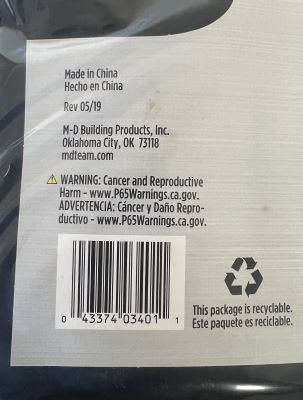 Made in China
Hecho en China
Rev 05/19
M-D Building Products, Inc.
Oklahoma City, OK 73118
mdteam.com
WARNING: Cancer and Reproductive
Harm - www.P65Warnings.ca.gov.
ADVERTENCIA: Cáncer y Daño Repro-
ductivo - www.P65Warnings.ca.gov.
0 43374 03401 1
This package is recyclable.
Este paquete es reciclable.